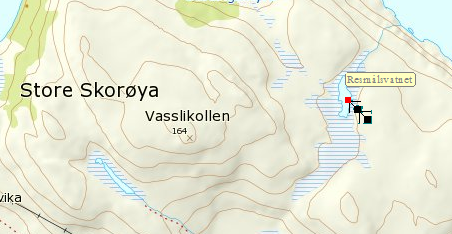 Resmålsvatnet
Store Skorøya
Vasslikollen
164
vika